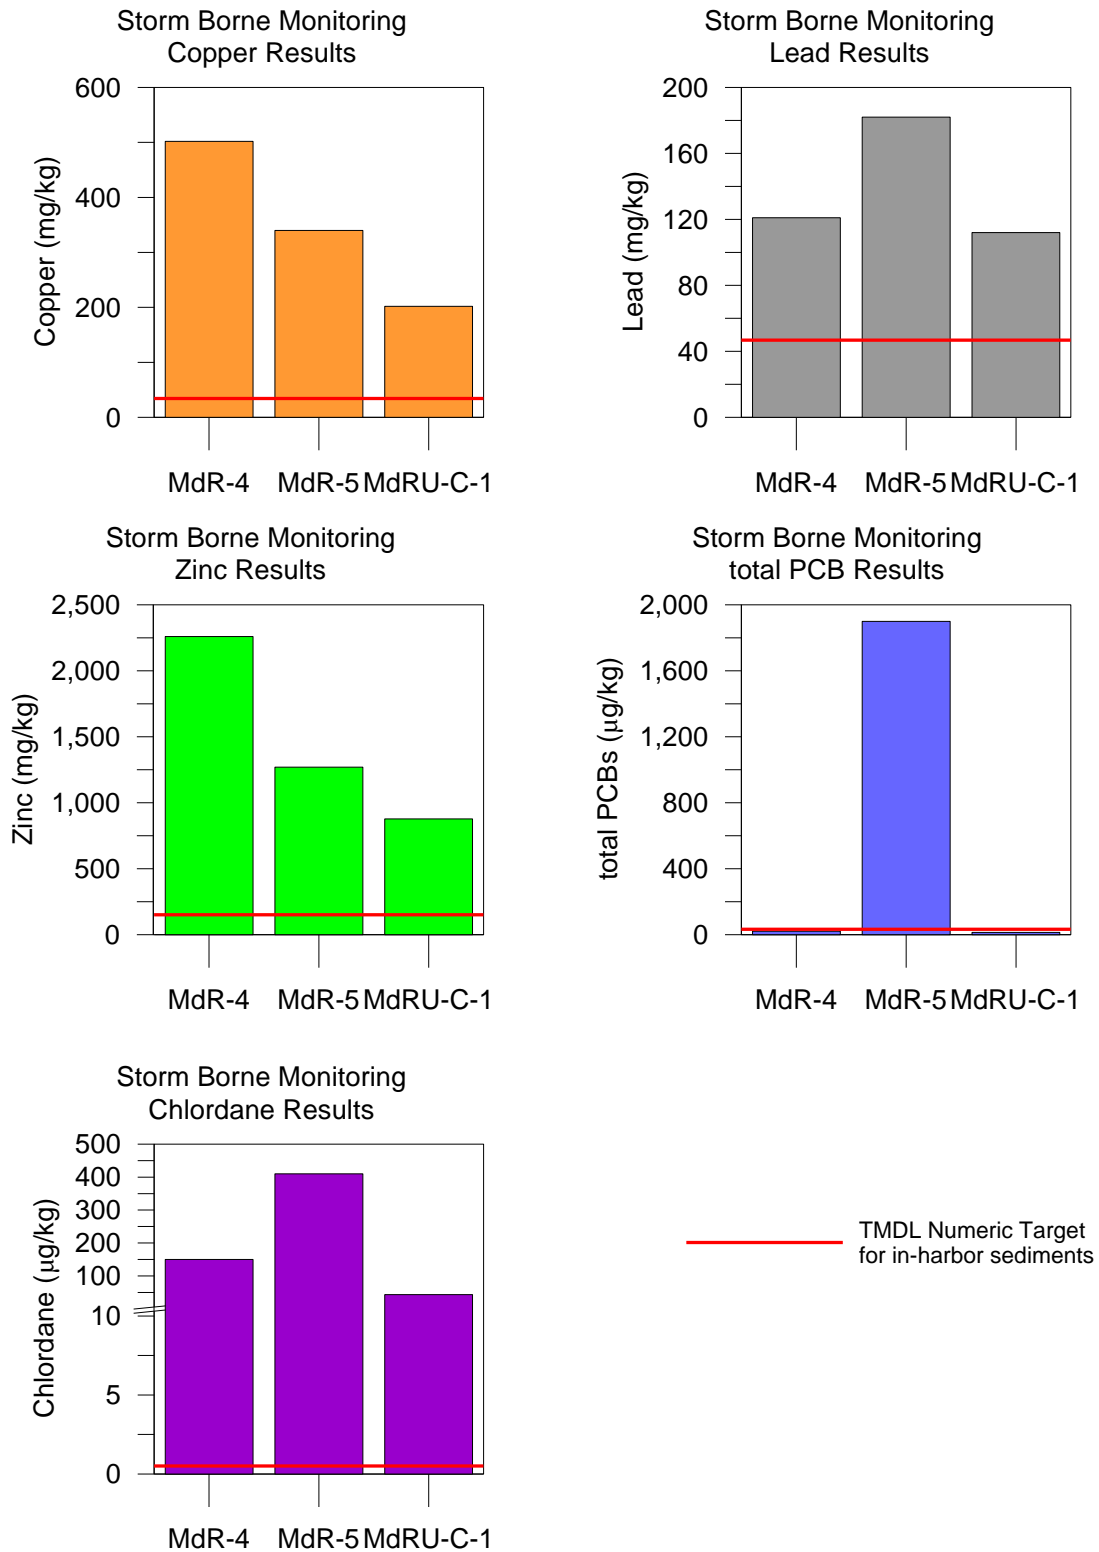 Storm Borne Monitoring
Copper Results
600
400
200
0
Copper (mg/kg)
MdR-4 MdR-5 MdRU-C-1
Storm Borne Monitoring
Lead Results
200
160
120
80
40
0
Lead (mg/kg)
MdR-4 MdR-5 MdRU-C-1
Storm Borne Monitoring
Zinc Results
2,500
2,000
1,500
1,000
500
0
Zinc (mg/kg)
MdR-4 MdR-5 MdRU-C-1
Storm Borne Monitoring
total PCB Results
2,000
1,600
1,200
800
400
0
total PCBs (µg/kg)
MdR-4 MdR-5 MdRU-C-1
Storm Borne Monitoring
Chlordane Results
500
400
300
200
100
10
5
0
Chlordane (µg/kg)
MdR-4 MdR-5 MdRU-C-1
TMDL Numeric Target
for in-harbor sediments